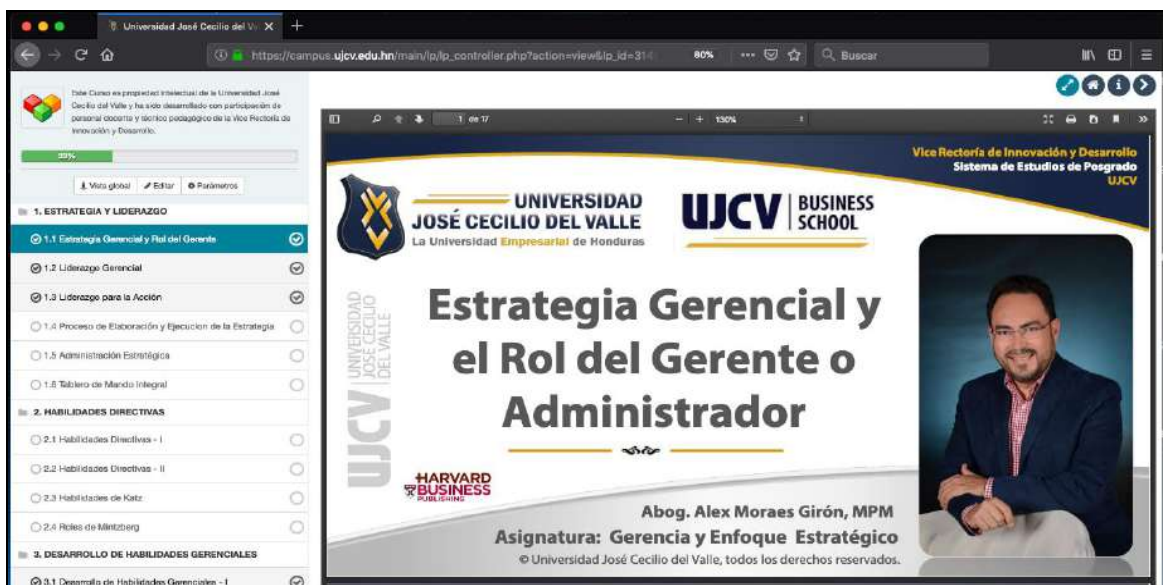 Universidad José Cecilio del V
https://campus.ujcv.edu.hn/main/lp/lp_controller.php?action=view&lp_id=314
80%
Buscar
Este Curso es propiedad intelectual de la Universidad José
Cecilio del Valle y ha sido desarrollado con participación de
personal docente y técnico pedagógico de la Vice Rectoría de
Innovación y Desarrollo.
33%
Vista global
Editar
Parámetros
1. ESTRATEGIA Y LIDERAZGO
1.1 Estrategia Gerencial y Rol del Gerente
1.2 Liderazgo Gerencial
1.3 Liderazgo para la Acción
1.4 Proceso de Elaboración y Ejecucion de la Estrategia
1.5 Administración Estratégica
1.6 Tablero de Mando Integral
2. HABILIDADES DIRECTIVAS
2.1 Habilidades Directivas - I
2.2 Habilidades Directivas - II
2.3 Habilidades de Katz
2.4 Roles de Mintzberg
3. DESARROLLO DE HABILIDADES GERENCIALES
3.1 Desarrollo de Habilidades Gerenciales - I
1 de 17
130%
Vice Rectoría de Innovación y Desarrollo
Sistema de Estudios de Posgrado
UJCV
UNIVERSIDAD
JOSÉ CECILIO DEL VALLE
La Universidad Empresarial de Honduras
UJCV BUSINESS
SCHOOL
UJCV UNIVERSIDAD
JOSÉ CECILIO
DEL VALLE
Estrategia Gerencial y
el Rol del Gerente o
Administrador
HARVARD
BUSINESS
PUBLISHING
Abog. Alex Moraes Girón, MPM
Asignatura: Gerencia y Enfoque Estratégico
© Universidad José Cecilio del Valle, todos los derechos reservados.